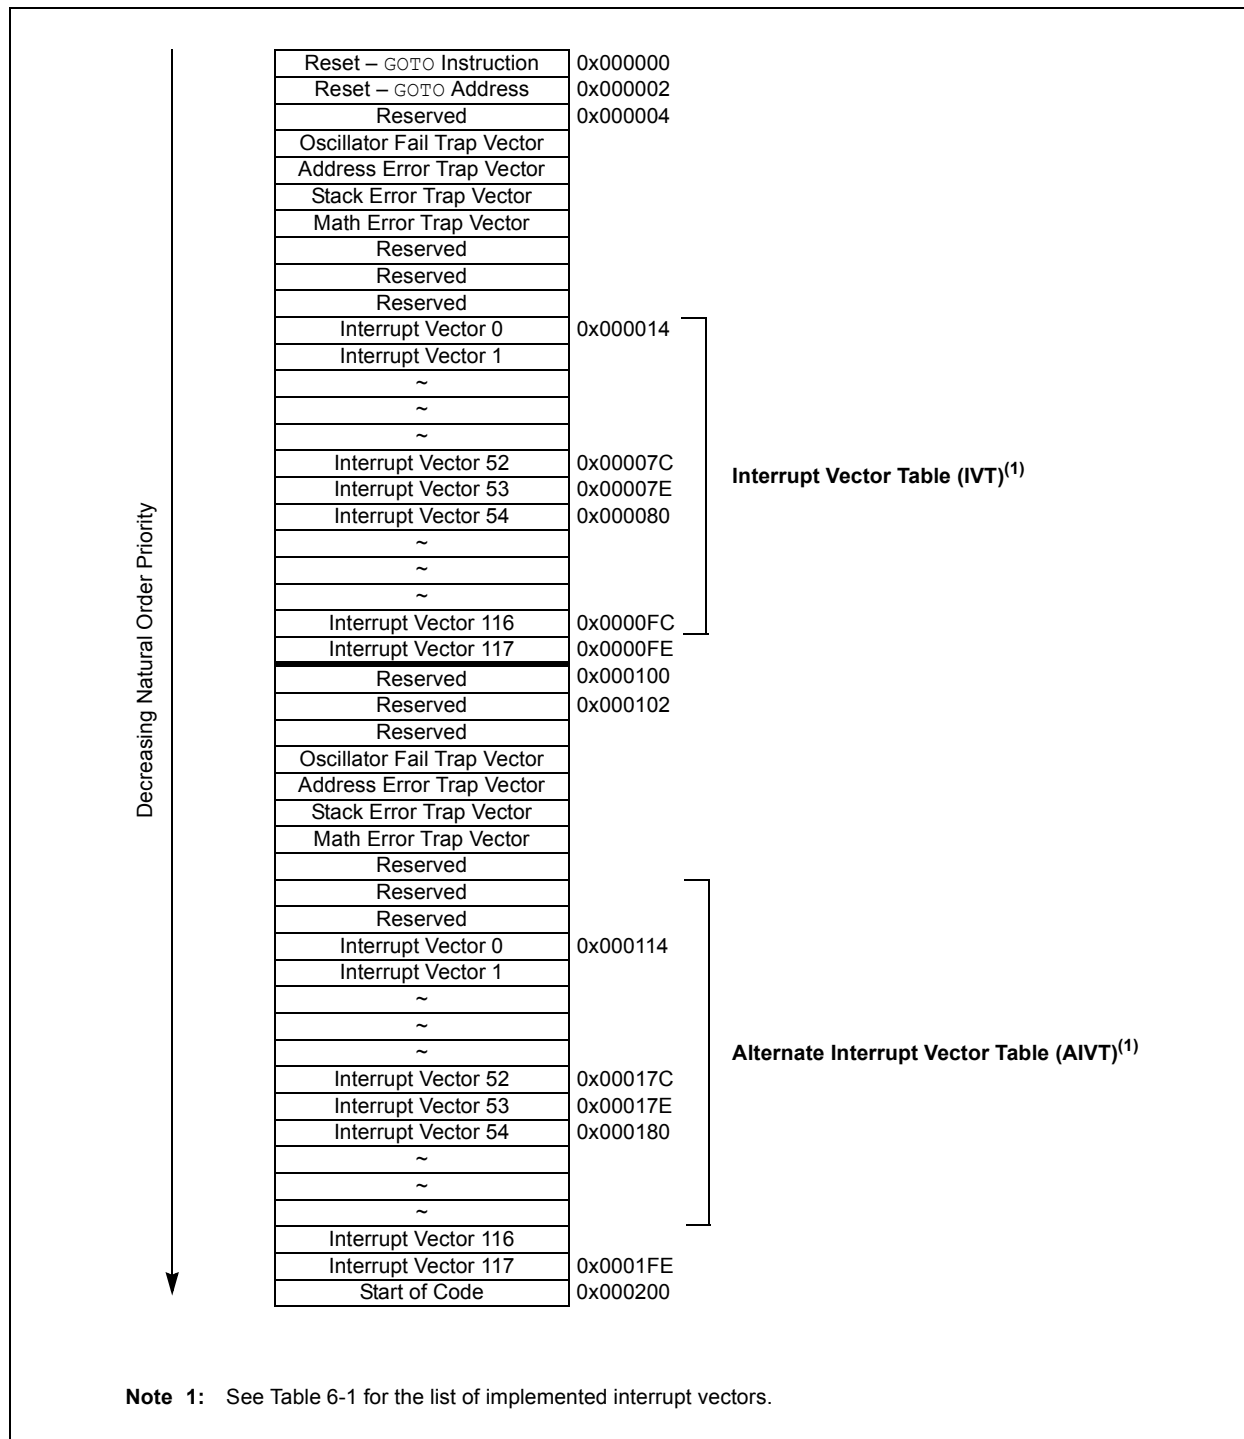 Decreasing Natural Order Priority
Reset – GOTO Instruction 0x000000
Reset – GOTO Address 0x000002
Reserved 0x000004
Oscillator Fail Trap Vector
Address Error Trap Vector
Stack Error Trap Vector
Math Error Trap Vector
Reserved
Reserved
Reserved
Interrupt Vector 0 0x000014
Interrupt Vector 1
~
~
~
Interrupt Vector 52 0x00007C
Interrupt Vector Table (IVT)(1)
Interrupt Vector 53 0x00007E
Interrupt Vector 54 0x000080
~
~
~
Interrupt Vector 116 0x0000FC
Interrupt Vector 117 0x0000FE
Reserved 0x000100
Reserved 0x000102
Reserved
Oscillator Fail Trap Vector
Address Error Trap Vector
Stack Error Trap Vector
Math Error Trap Vector
Reserved
Reserved
Reserved
Interrupt Vector 0 0x000114
Interrupt Vector 1
~
~
~
Alternate Interrupt Vector Table (AIVT)(1)
Interrupt Vector 52 0x00017C
Interrupt Vector 53 0x00017E
Interrupt Vector 54 0x000180
~
~
~
Interrupt Vector 116
Interrupt Vector 117 0x0001FE
Start of Code 0x000200
Note 1: See Table 6-1 for the list of implemented interrupt vectors.